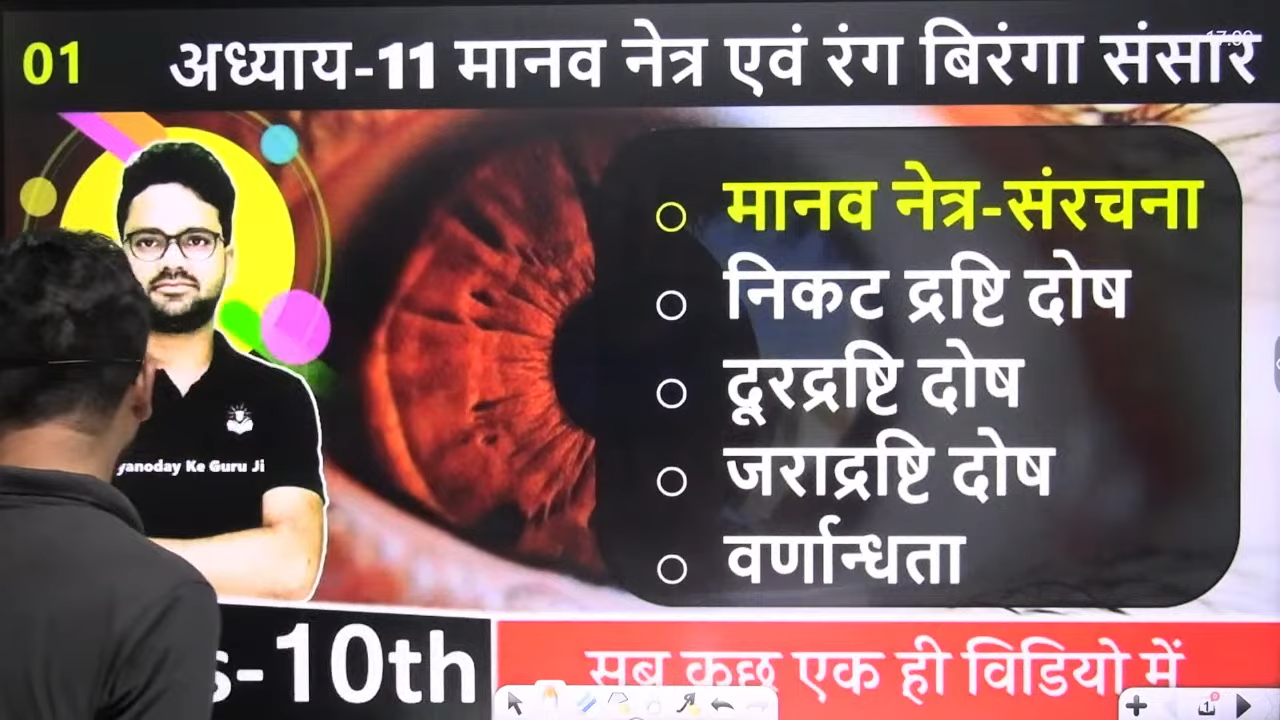 01 अध्याय-11 मानव नेत्र एवं रंग बिरंगा संसार
मानव नेत्र-संरचना
निकट द्रष्टि दोष
दूरद्रष्टि दोष
जराद्रष्टि दोष
वर्णान्धता
Ke Guru Ji
10th
सब कुछ एक ही विडियो में